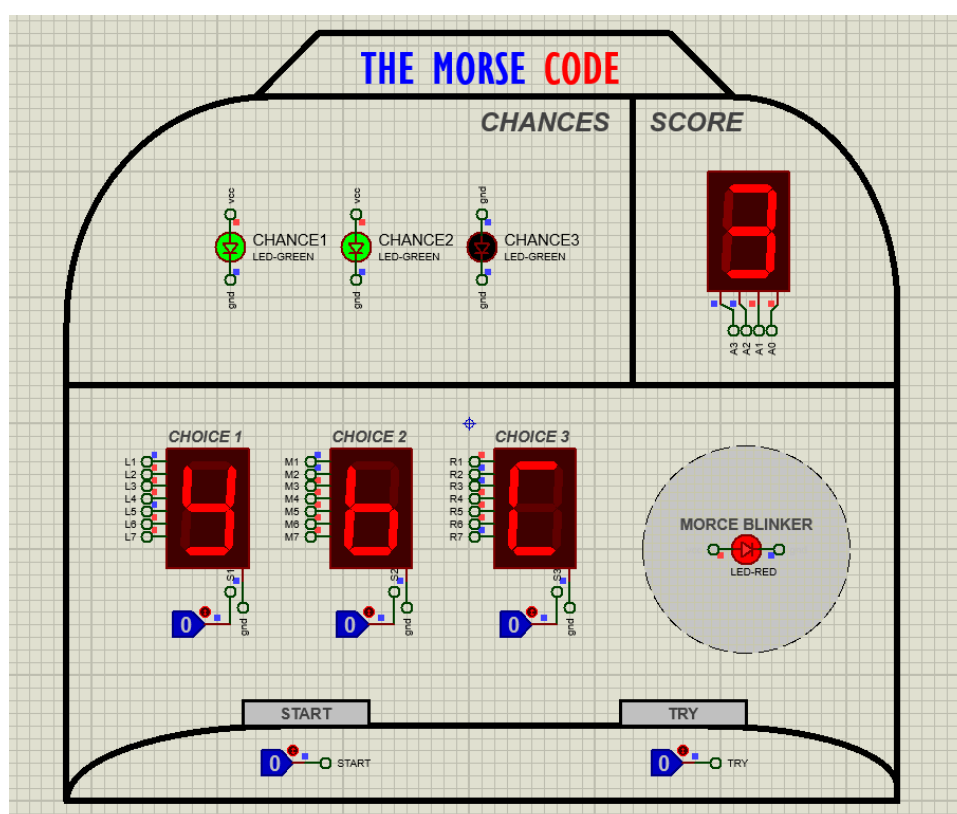 THE MORSE CODE
CHANCES
SCORE
vcc
vcc
gnd
CHANCE1
LED-GREEN
CHANCE2
LED-GREEN
CHANCE3
LED-GREEN
gnd
gnd
gnd
3
A3
A2
A1
A0
CHOICE 1
L1
L2
L3
L4
L5
L6
L7
y
S1
gnd
0
CHOICE 2
M1
M2
M3
M4
M5
M6
M7
b
S2
gnd
0
CHOICE 3
R1
R2
R3
R4
R5
R6
R7
C
S3
gnd
0
MORCE BLINKER
LED-RED
START
TRY
0
START
0
TRY